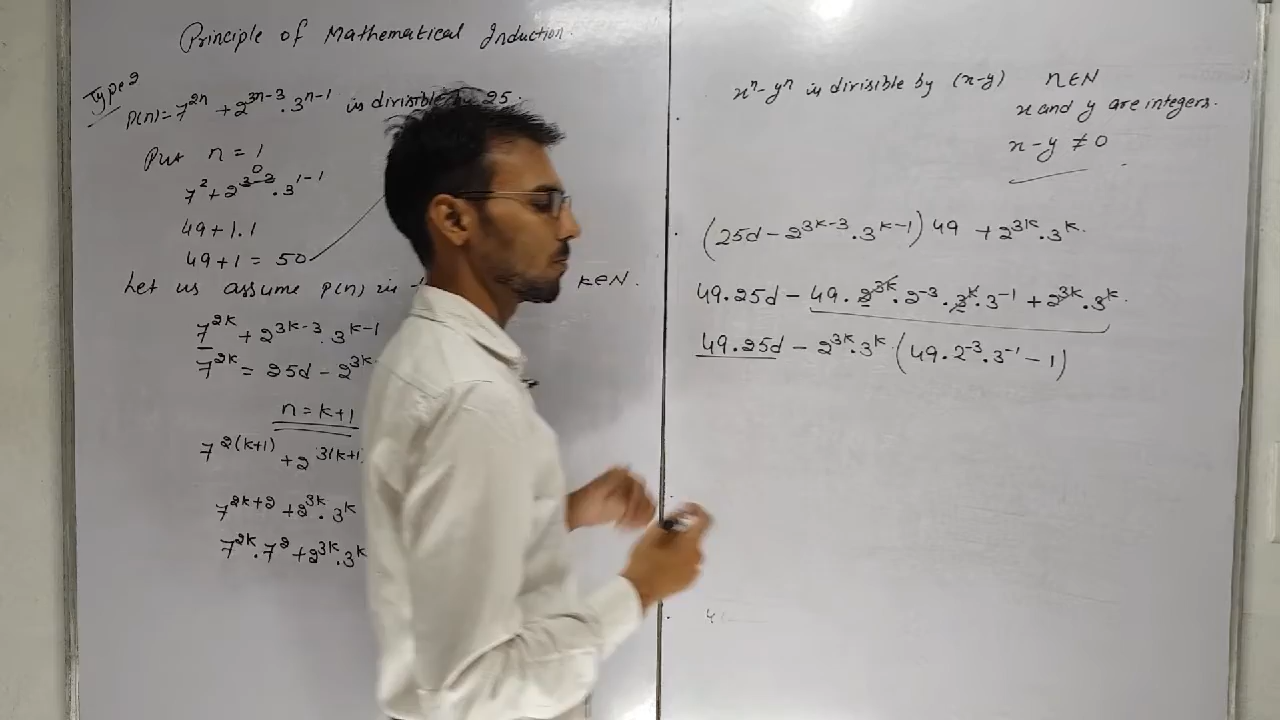 Principle of Mathematical Induction.
Type 2
P(n) = 7^{2n} + 2^{3n-3} . 3^{n-1} is divisible by 25.
Put n = 1
7^2 + 2^{3-3} . 3^{1-1}
0
49 + 1.1
49 + 1 = 50
Let us assume P(n) is k∈N.
7^{2k} + 2^{3k-3} . 3^{k-1}
7^{2k} = 25d - 2^{3k
n = k+1
7^{2(k+1)} + 2^{3(k+1)
7^{2k+2} + 2^{3k} . 3^k
7^{2k} . 7^2 + 2^{3k} . 3^k
x^n - y^n is divisible by (x-y) n∈N
x and y are integers.
x - y ≠ 0
(25d - 2^{3k-3} . 3^{k-1}) 49 + 2^{3k} . 3^k.
49.25d - 49 . 2^{3k} . 2^{-3} . 3^k . 3^{-1} + 2^{3k} . 3^k.
49.25d - 2^{3k} . 3^k . (49 . 2^{-3} . 3^{-1} - 1)